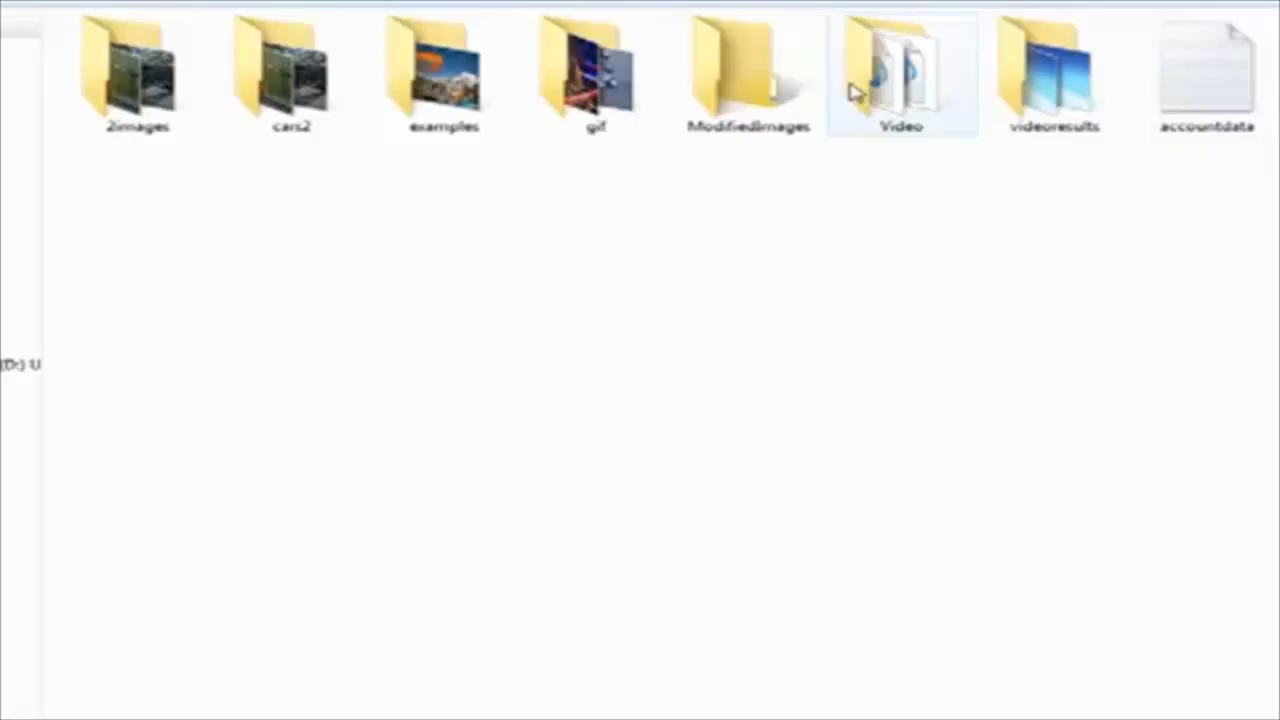 2images
cars2
examples
gif
ModifiedImages
Video
videoresults
accountdata
(D:) U